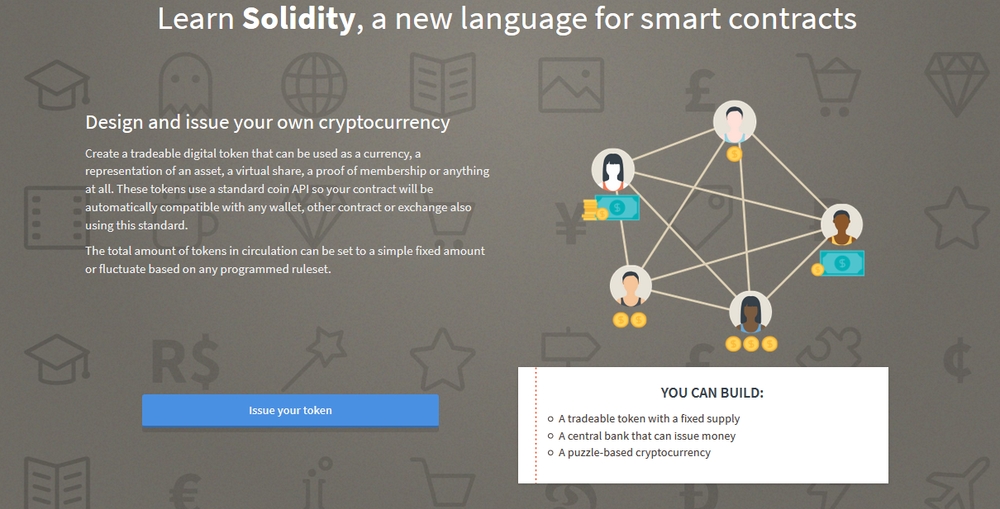 Learn Solidity, a new language for smart contracts
Design and issue your own cryptocurrency
Create a tradeable digital token that can be used as a currency, a
representation of an asset, a virtual share, a proof of membership or anything
at all. These tokens use a standard coin API so your contract will be
automatically compatible with any wallet, other contract or exchange also
using this standard.
The total amount of tokens in circulation can be set to a simple fixed amount
or fluctuate based on any programmed ruleset.
Issue your token
YOU CAN BUILD:
A tradeable token with a fixed supply
A central bank that can issue money
A puzzle-based cryptocurrency